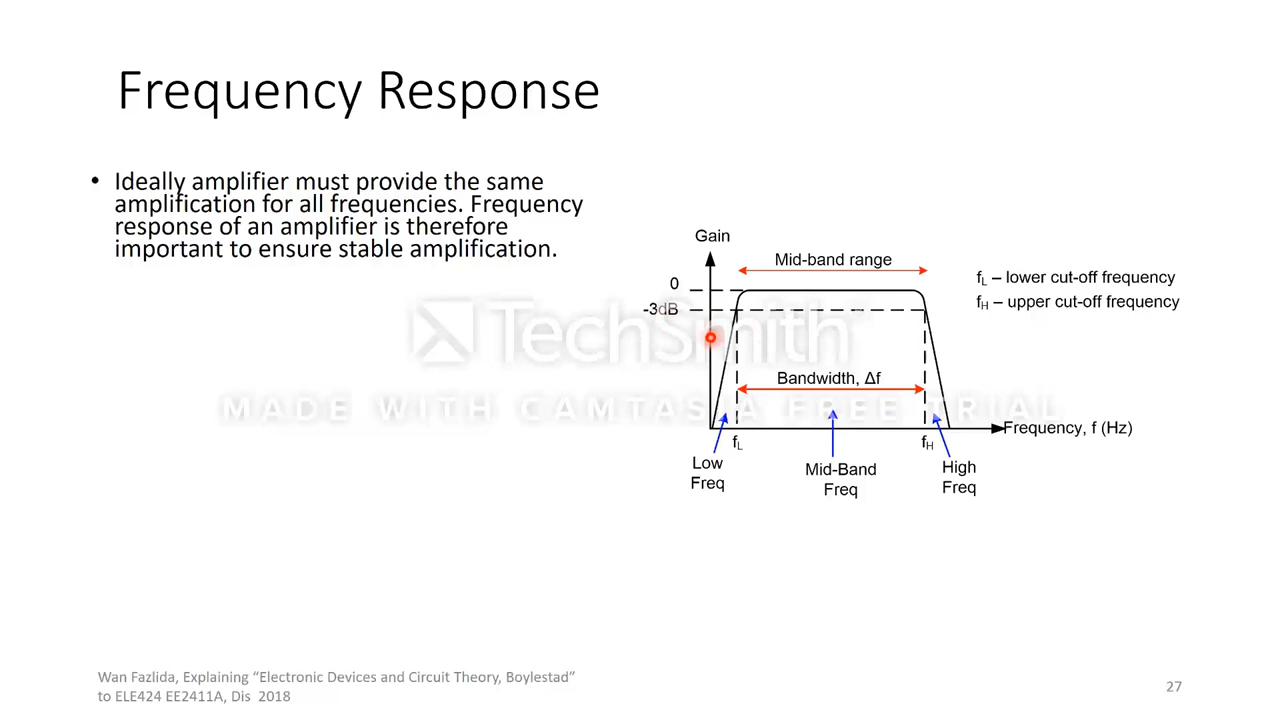 Frequency Response
• Ideally amplifier must provide the same
amplification for all frequencies. Frequency
response of an amplifier is therefore
important to ensure stable amplification.
Gain
Mid-band range
0
-3dB
fL – lower cut-off frequency
fH – upper cut-off frequency
TechSmith
Bandwidth, Δf
MADE WITH CAMTASIA FREE TRIAL
Frequency, f (Hz)
fL
fH
Low
Freq
Mid-Band
Freq
High
Freq
Wan Fazlida, Explaining “Electronic Devices and Circuit Theory, Boylestad”
to ELE424 EE2411A, Dis 2018
27